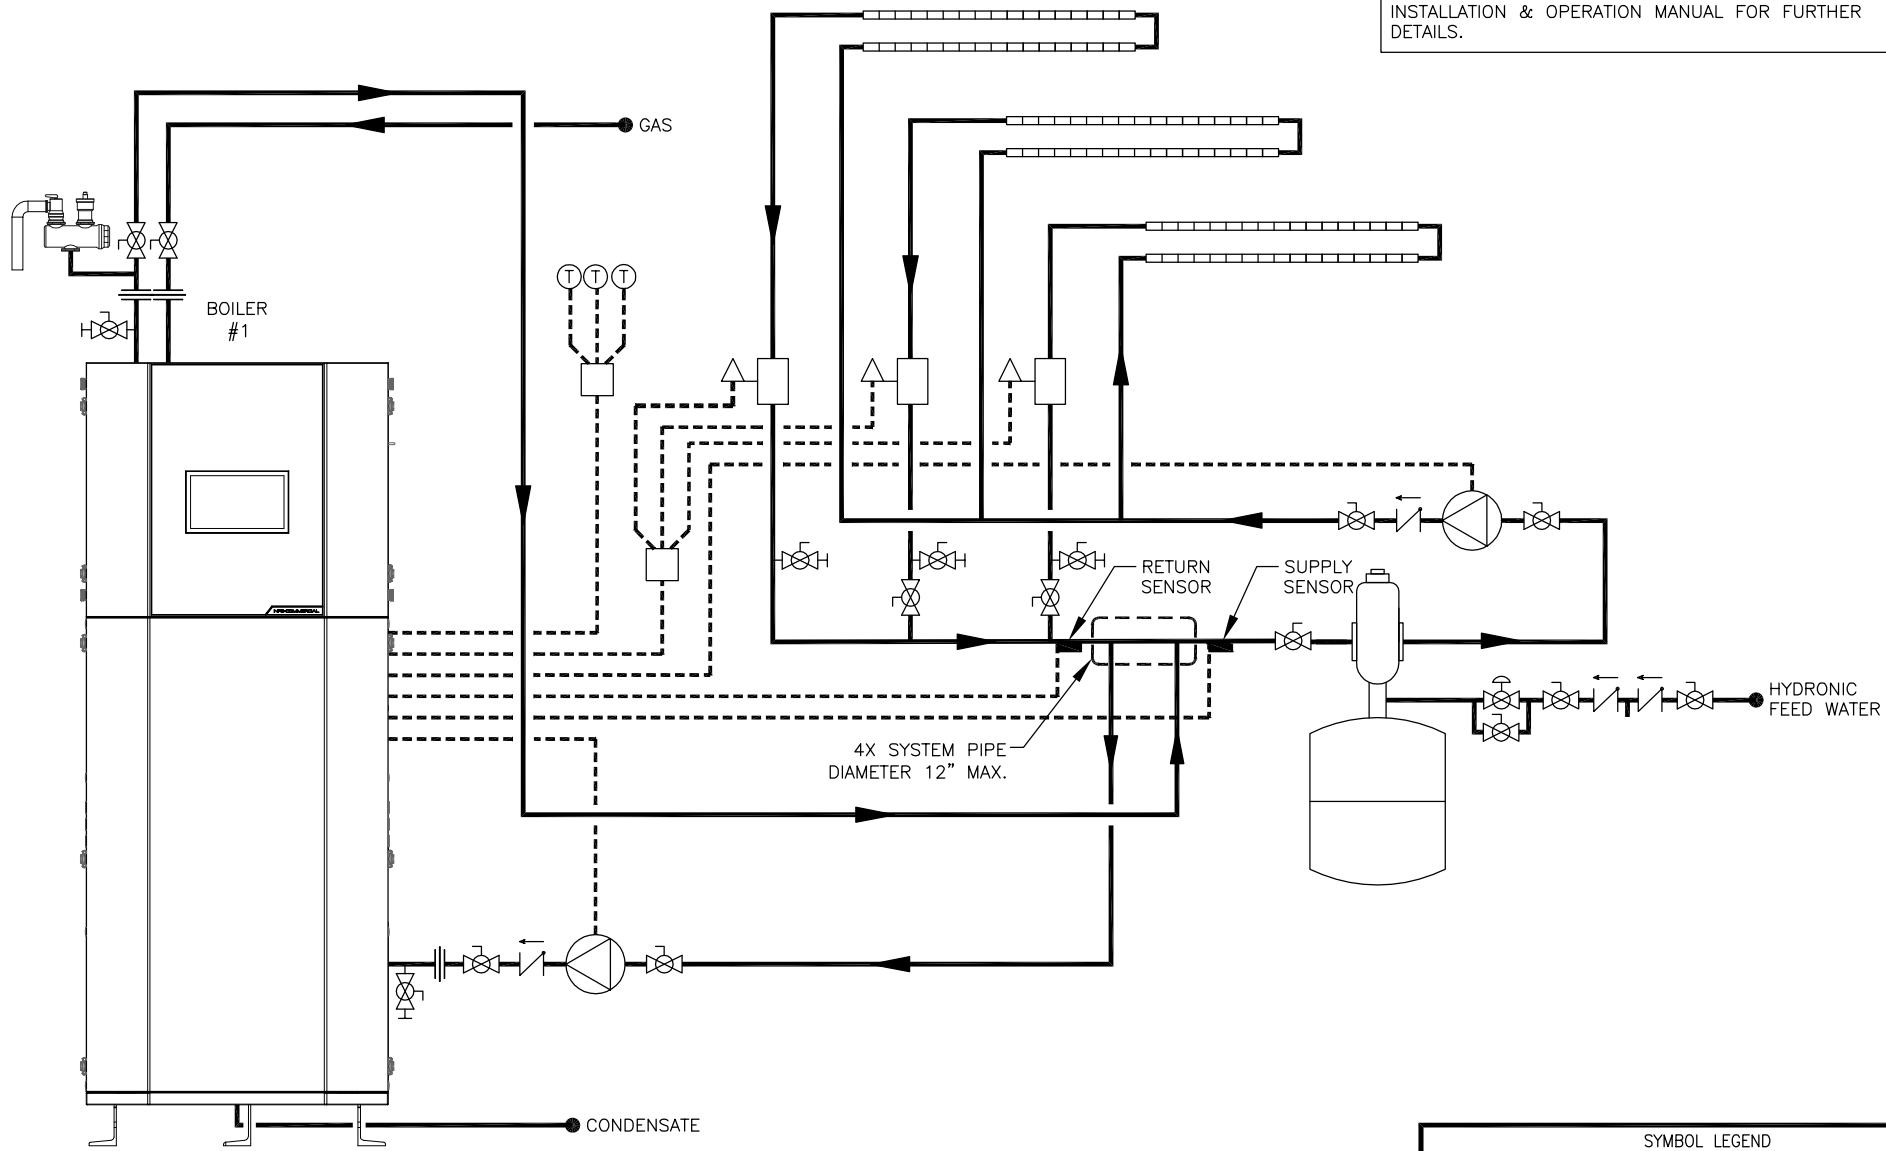 INSTALLATION & OPERATION MANUAL FOR FURTHER
DETAILS.
GAS
T T T
BOILER
#1
RETURN
SENSOR
SUPPLY
SENSOR
HYDRONIC
FEED WATER
4X SYSTEM PIPE
DIAMETER 12" MAX.
CONDENSATE
SYMBOL LEGEND